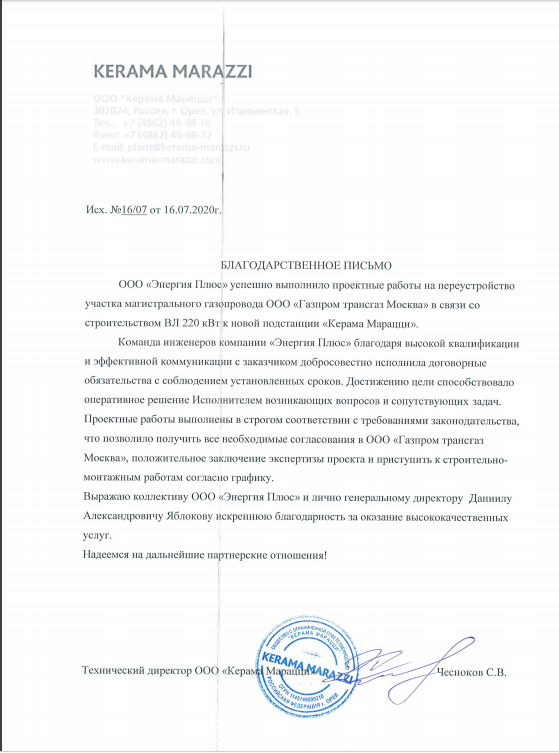 KERAMA MARAZZI
ООО "Керама Марацци"
302024, Россия, г. Орел, ул. Итальянская, 5
Тел.: +7 (4862) 49-98-10
Факс: +7 (4862) 49-98-32
E-mail: plant@kerama-marazzi.ru
www.kerama-marazzi.com
Исх. №16/07 от 16.07.2020г.
БЛАГОДАРСТВЕННОЕ ПИСЬМО
ООО «Энергия Плюс» успешно выполнило проектные работы на переустройство
участка магистрального газопровода ООО «Газпром трансгаз Москва» в связи со
строительством ВЛ 220 кВт к новой подстанции «Керама Марацци».
Команда инженеров компании «Энергия Плюс» благодаря высокой квалификации
и эффективной коммуникации с заказчиком добросовестно исполнила договорные
обязательства с соблюдением установленных сроков. Достижению цели способствовало
оперативное решение Исполнителем возникающих вопросов и сопутствующих задач.
Проектные работы выполнены в строгом соответствии с требованиями законодательства,
что позволило получить все необходимые согласования в ООО «Газпром трансгаз
Москва», положительное заключение экспертизы проекта и приступить к строительно-
монтажным работам согласно графику.
Выражаю коллективу ООО «Энергия Плюс» и лично генеральному директору Даниилу
Александровичу Яблокову искреннюю благодарность за оказание высококачественных
услуг.
Надеемся на дальнейшие партнерские отношения!
ОБЩЕСТВО С ОГРАНИЧЕННОЙ ОТВЕТСТВЕННОСТЬЮ
"КЕРАМА МАРАЦЦИ"
KERAMA MARAZZI
РОССИЙСКАЯ ФЕДЕРАЦИЯ г. ОРЕЛ
Технический директор ООО «Керама Марацци» Чесноков С.В.